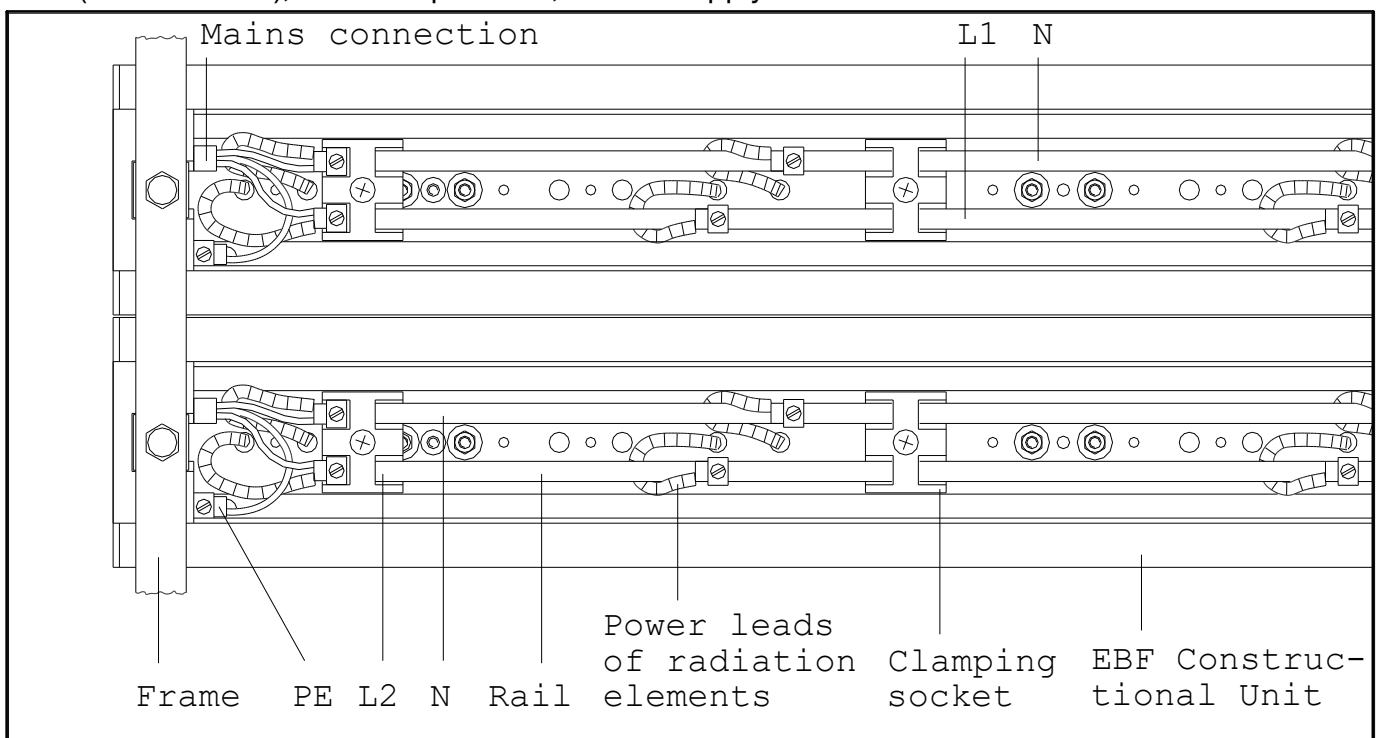 Mains connection L1 N
Power leads
of radiation Clamping EBF Construc-
Frame PE L2 N Rail elements socket tional Unit